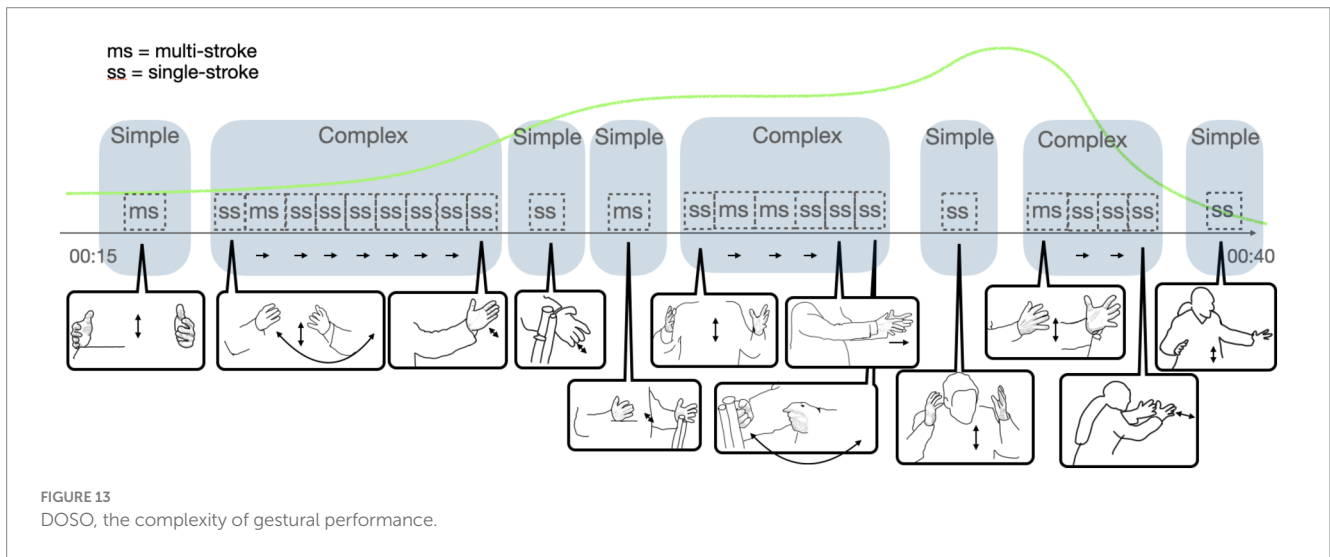 ms = multi-stroke
ss = single-stroke
Simple Complex Simple Simple Complex Simple Complex Simple
ms ss ms ss ss ss ss ss ss ss ss ms ss ms ms ss ss ss ss ms ss ss ss ss
00:15 00:40
FIGURE 13
DOSO, the complexity of gestural performance.